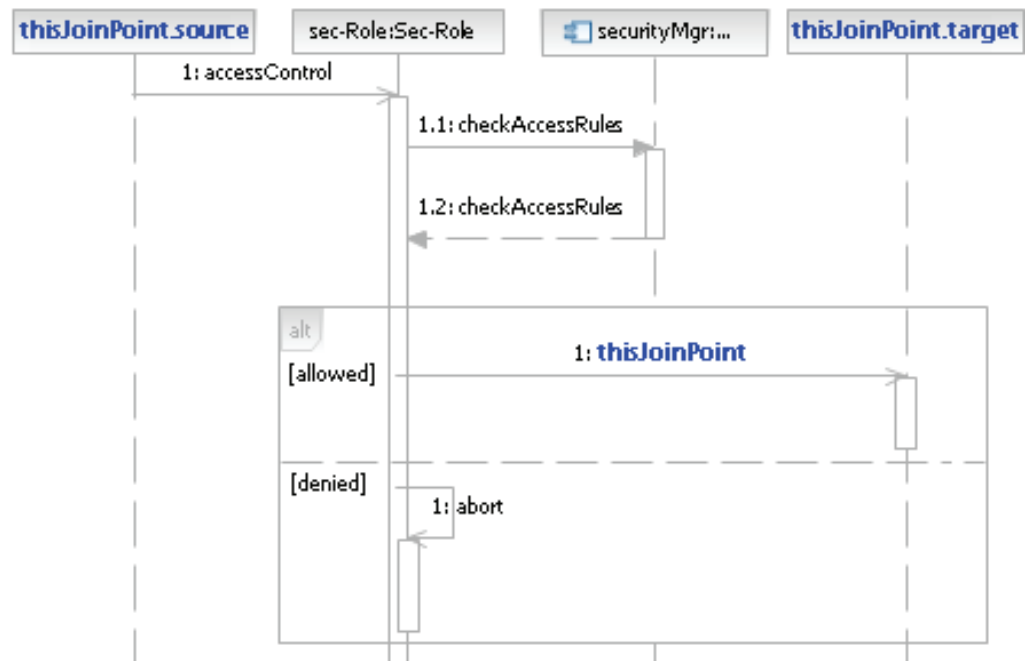 thisJoinPoint.source
sec-Role:Sec-Role
securityMgr:...
thisJoinPoint.target
1: accessControl
1.1: checkAccessRules
1.2: checkAccessRules
alt
1: thisJoinPoint
[allowed]
[denied]
1: abort